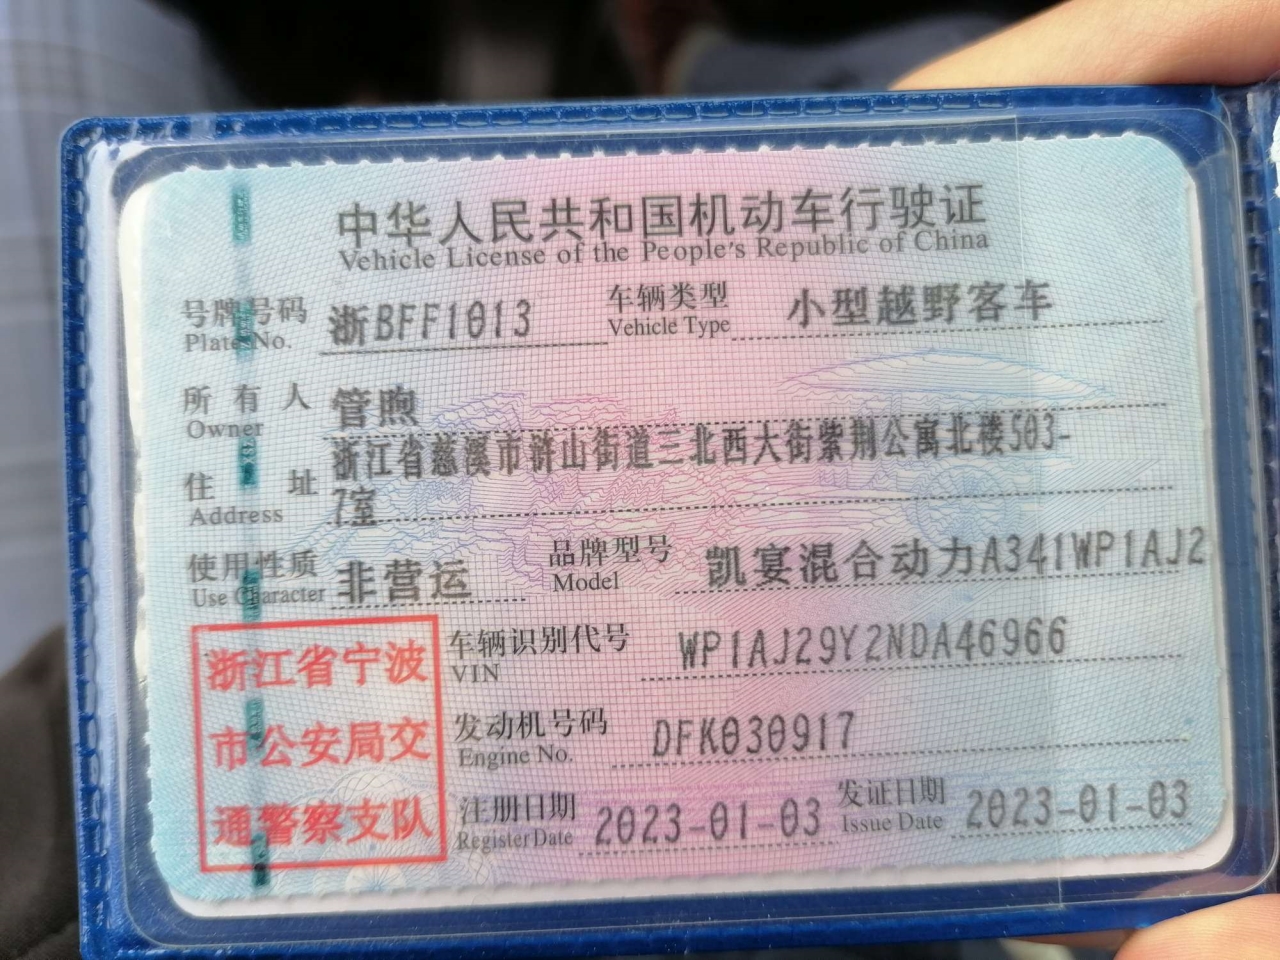 中华人民共和国机动车行驶证
Vehicle License of the People's Republic of China
号牌号码 浙BFF1013 车辆类型 小型越野客车
Plate No. Vehicle Type
所有人 管煦
Owner
住址 浙江省慈溪市浒山街道三北西大街紫荆公寓北楼503-
Address 7室
使用性质 非营运 品牌型号 凯宴混合动力A341WP1AJ2
Use Character Model
浙江省宁波
市公安局交
通警察支队
车辆识别代号 WP1AJ29Y2NDA46966
VIN
发动机号码 DFK030917
Engine No.
注册日期 2023-01-03 发证日期 2023-01-03
Register Date Issue Date